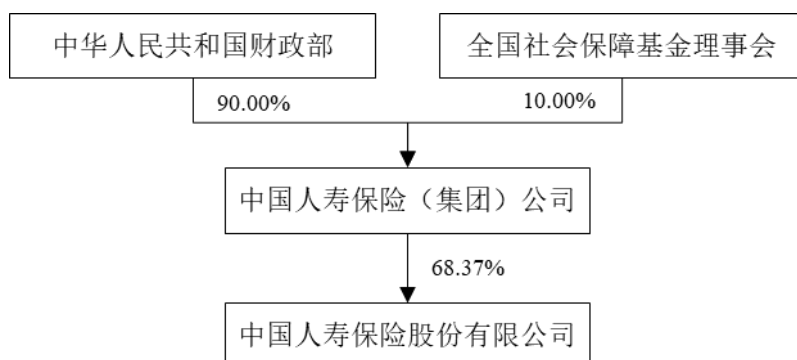 中华人民共和国财政部
全国社会保障基金理事会
90.00%
10.00%
中国人寿保险（集团）公司
68.37%
中国人寿保险股份有限公司